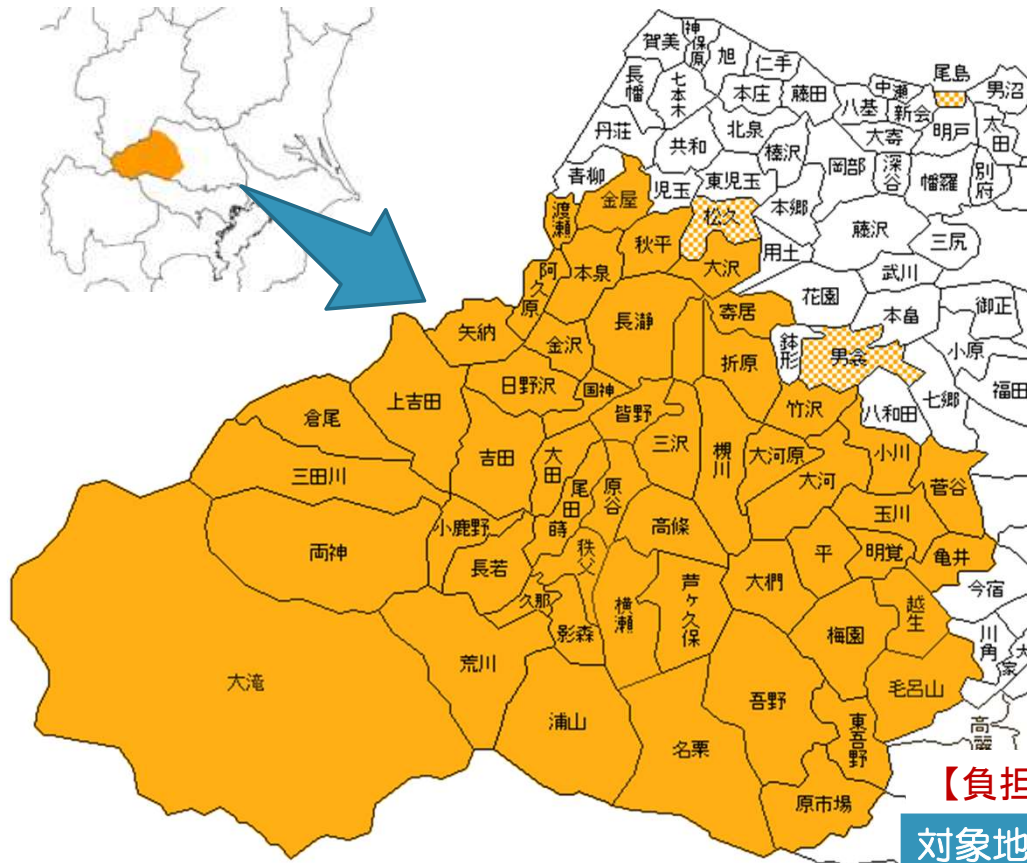 賀美
神保原
旭
仁手
長幡
七本木
本庄
藤田
八基
中瀬
新会
尾島
男沼
丹荘
共和
北泉
榛沢
大寄
明戸
太田
岡部
深谷
幡羅
別府
青柳
児玉
東児玉
本郷
藤沢
三尻
金屋
渡瀬
松久
秋平
大沢
用土
武川
本泉
阿久原
花園
本畠
御正
長瀞
寄居
矢納
金沢
折原
鉢形
男衾
小原
福田
上吉田
日野沢
国神
皆野
竹沢
八和田
七郷
倉尾
三沢
槻川
大河原
小川
吉田
太田
尾田蒔
原谷
大河
菅谷
三田川
小鹿野
高篠
玉川
両神
長若
秩父
平
明覚
亀井
久那
横瀬
芦ヶ久保
大椚
越生
今宿
影森
荒川
梅園
川角
大家
大滝
吾野
毛呂山
浦山
東吾野
高麗
名栗
原市場
【負担
対象地